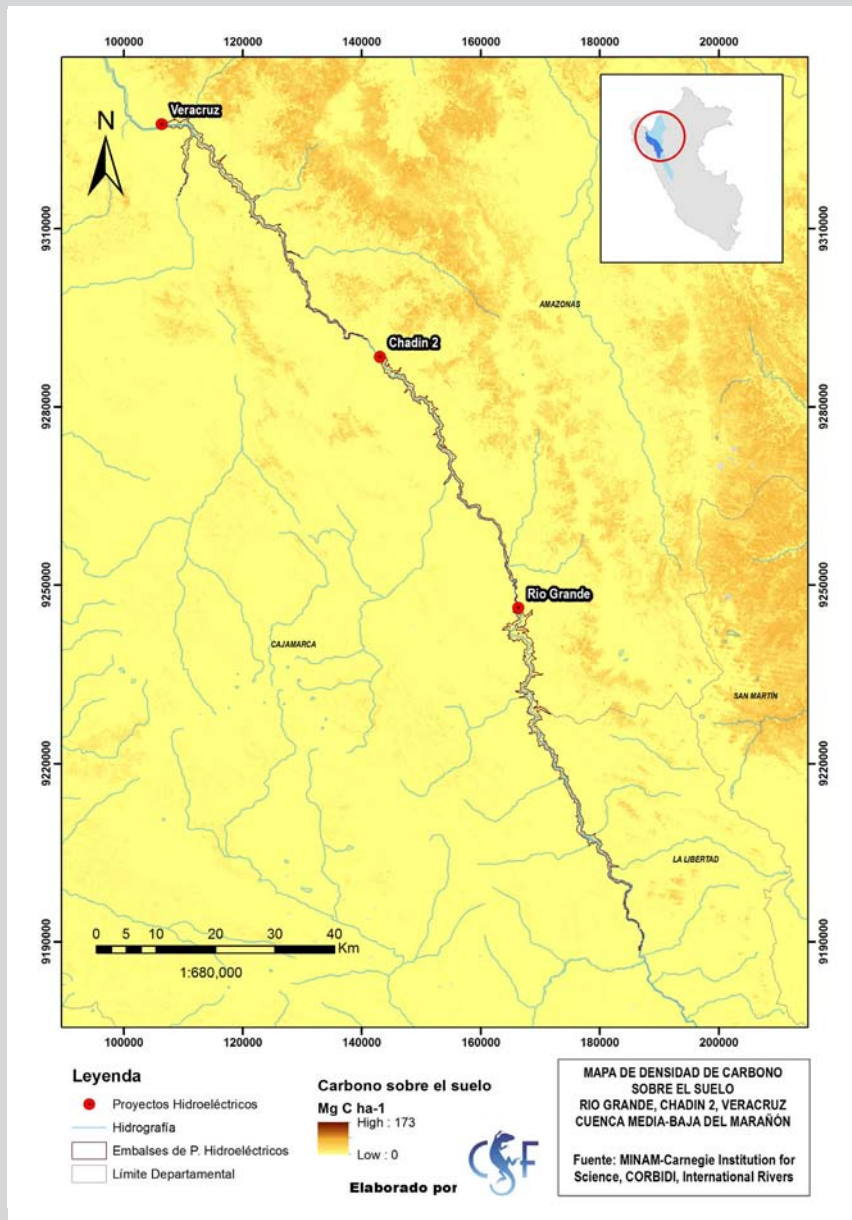 100000 120000 140000 160000 180000 200000
Veracruz
N
9310000 9310000
AMAZONAS
Chadin 2
9280000 9280000
9250000 9250000
Rio Grande
CAJAMARCA
SAN MARTÍN
9220000 9220000
LA LIBERTAD
0 5 10 20 30 40
Km
1:680,000
9190000 9190000
100000 120000 140000 160000 180000 200000
Leyenda
Proyectos Hidroeléctricos
Hidrografía
Embalses de P. Hidroeléctricos
Límite Departamental
Carbono sobre el suelo
Mg C ha-1
High : 173
Low : 0
Elaborado por
CSF
MAPA DE DENSIDAD DE CARBONO
SOBRE EL SUELO
RIO GRANDE, CHADIN 2, VERACRUZ
CUENCA MEDIA-BAJA DEL MARAÑÓN
Fuente: MINAM-Carnegie Institution for
Science, CORBIDI, International Rivers